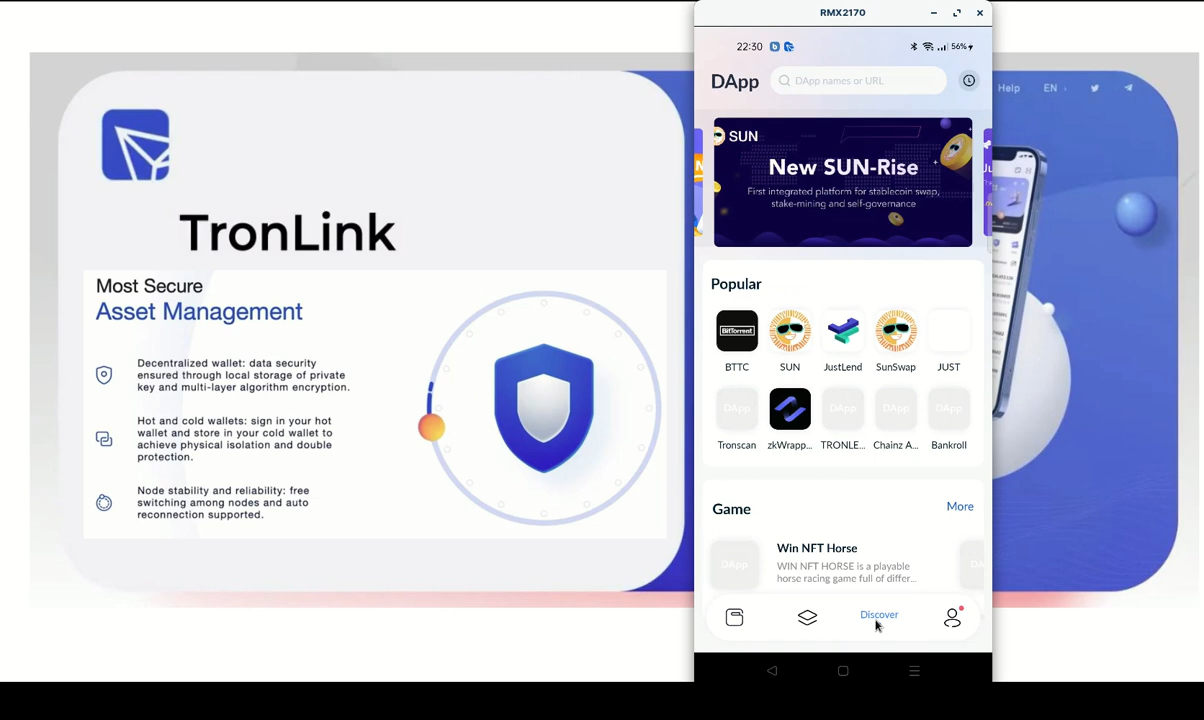 RMX2170
22:30
56%
DApp
DApp names or URL
Help
EN
SUN
New SUN-Rise
First integrated platform for stablecoin swap,
stake-mining and self-governance
TronLink
Most Secure
Asset Management
Decentralized wallet: data security
ensured through local storage of private
key and multi-layer algorithm encryption.
Hot and cold wallets: sign in your hot
wallet and store in your cold wallet to
achieve physical isolation and double
protection.
Node stability and reliability: free
switching among nodes and auto
reconnection supported.
Popular
BitTorrent
BTTC
SUN
JustLend
SunSwap
JUST
DApp
DApp
DApp
DApp
Tronscan
zkWrapp...
TRONLE...
Chainz A...
Bankroll
Game
More
DApp
Win NFT Horse
WIN NFT HORSE is a playable
horse racing game full of differ...
Discover